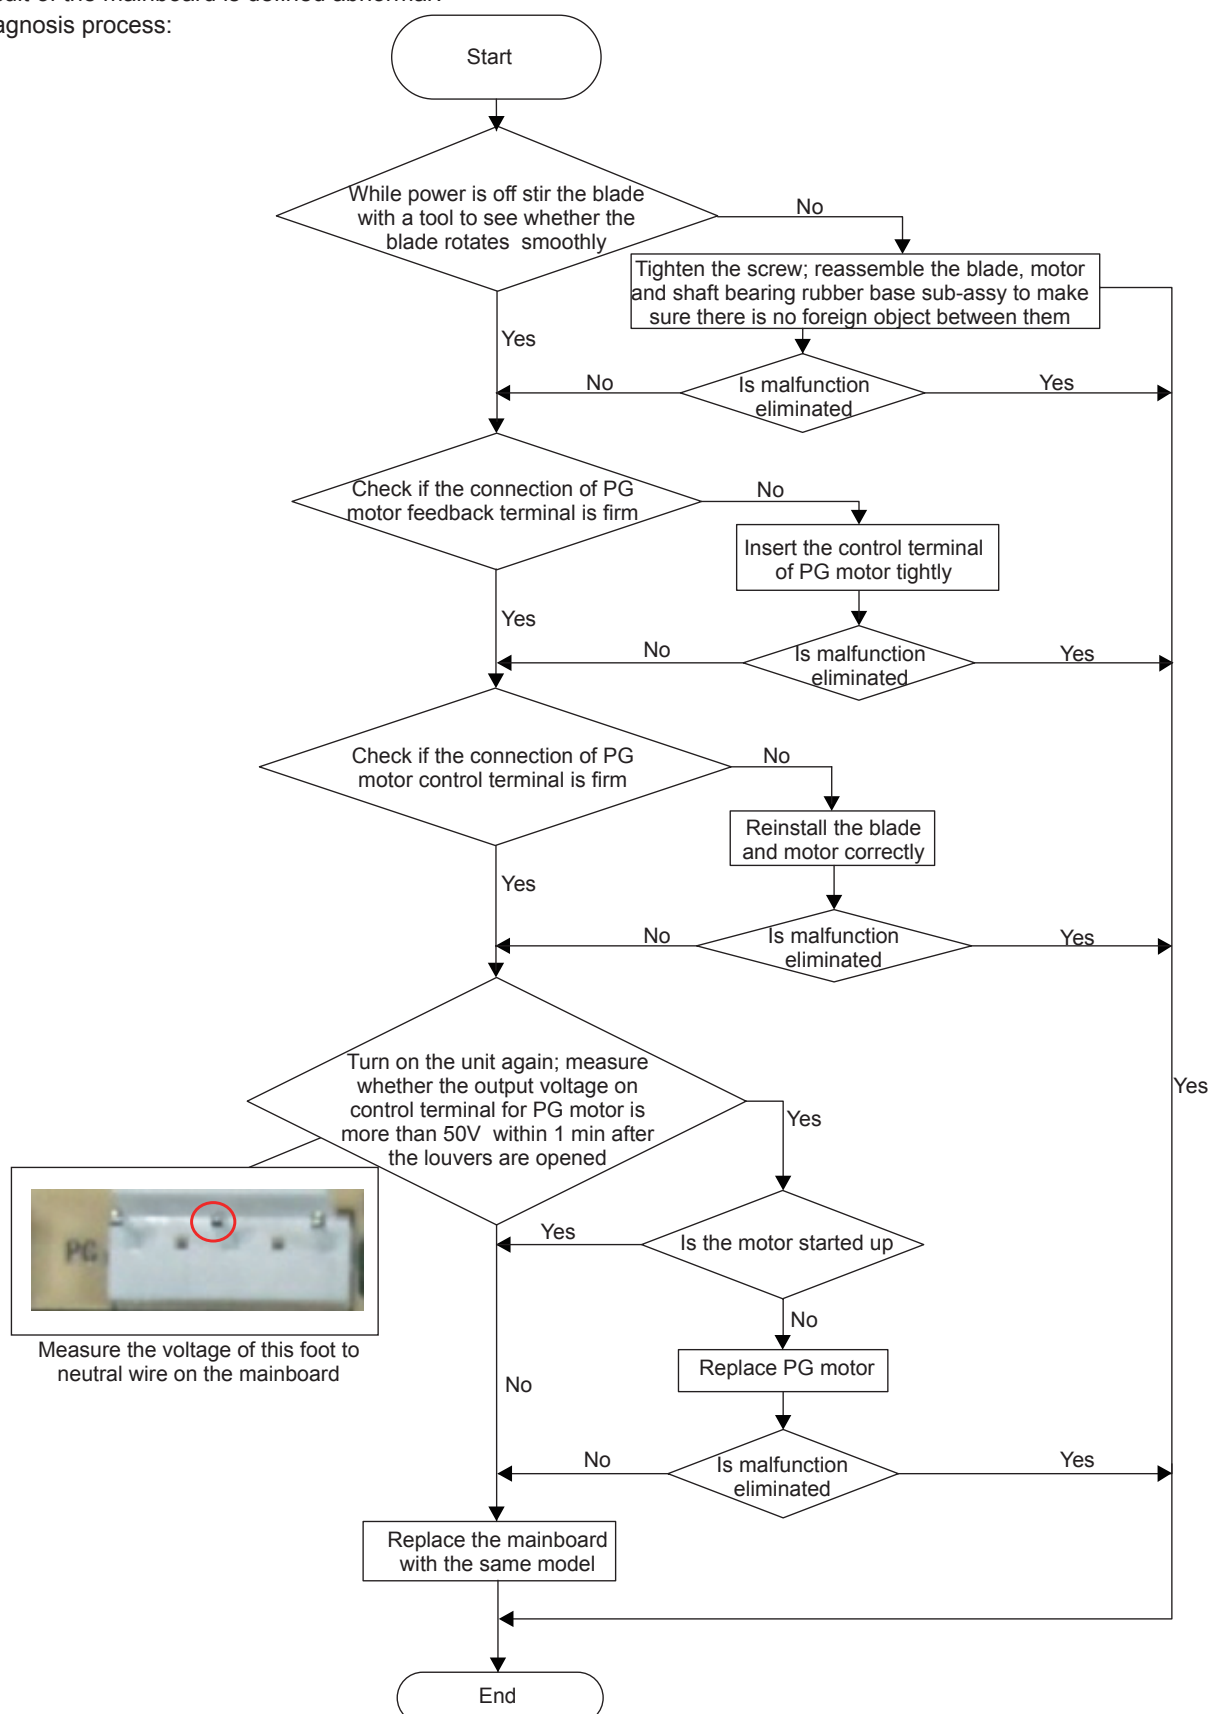 agnosis process:
Start
While power is off stir the blade
with a tool to see whether the
blade rotates smoothly
No
Tighten the screw; reassemble the blade, motor
and shaft bearing rubber base sub-assy to make
sure there is no foreign object between them
Yes
Is malfunction
eliminated
No
Yes
Check if the connection of PG
motor feedback terminal is firm
No
Insert the control terminal
of PG motor tightly
Yes
Is malfunction
eliminated
No
Yes
Check if the connection of PG
motor control terminal is firm
No
Reinstall the blade
and motor correctly
Yes
Is malfunction
eliminated
No
Yes
Turn on the unit again; measure
whether the output voltage on
control terminal for PG motor is
more than 50V within 1 min after
the louvers are opened
Yes
Yes
PG
Measure the voltage of this foot to
neutral wire on the mainboard
Is the motor started up
Yes
No
Replace PG motor
No
Is malfunction
eliminated
No
Yes
Replace the mainboard
with the same model
End